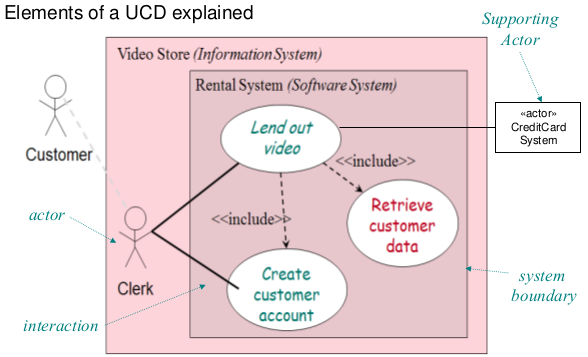 Elements of a UCD explained
Supporting
Actor
Video Store (Information System)
Rental System (Software System)
«actor»
CreditCard
System
Lend out
video
Customer
<<include>>
actor
<<include>>
Retrieve
customer
data
Clerk
Create
customer
account
system
boundary
interaction